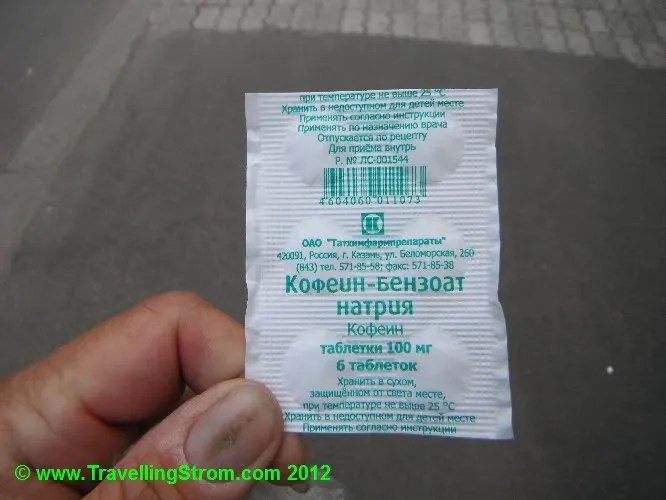 при температуре не выше 25 °С
Хранить в недоступном для детей месте
Применять согласно инструкции
Применять по назначению врача
Отпускается по рецепту
Для приёма внутрь
Р. № ЛС-001544
4604060 011073
ОАО "Татхимфармпрепараты"
420091, Россия, г. Казань, ул. Беломорская, 260
(843) тел. 571-85-58; факс: 571-85-38
Кофеин-бензоат
натрия
Кофеин
таблетки 100 мг
6 таблеток
Хранить в сухом,
защищённом от света месте,
при температуре не выше 25 °С
Хранить в недоступном для детей месте
Применять согласно инструкции
© www.TravellingStrom.com 2012